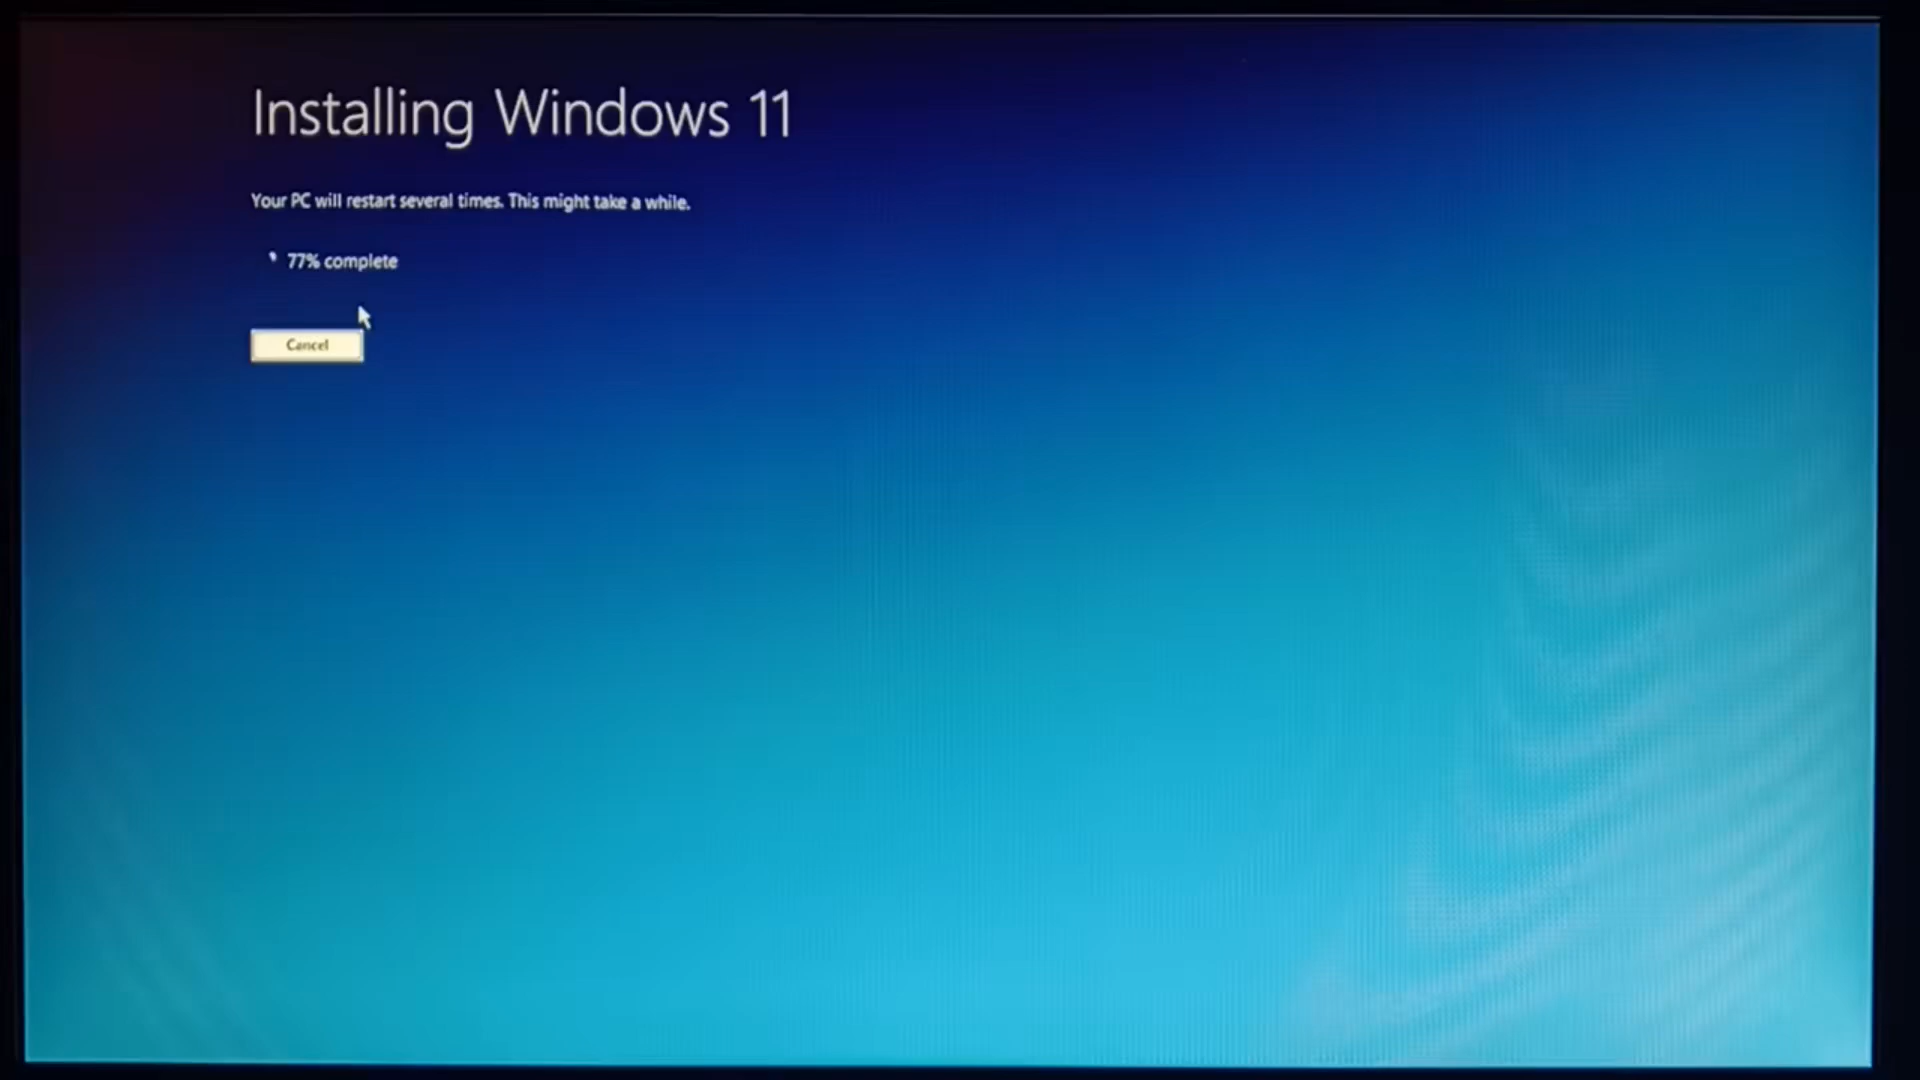 Installing Windows 11
Your PC will restart several times. This might take a while.
77% complete
Cancel